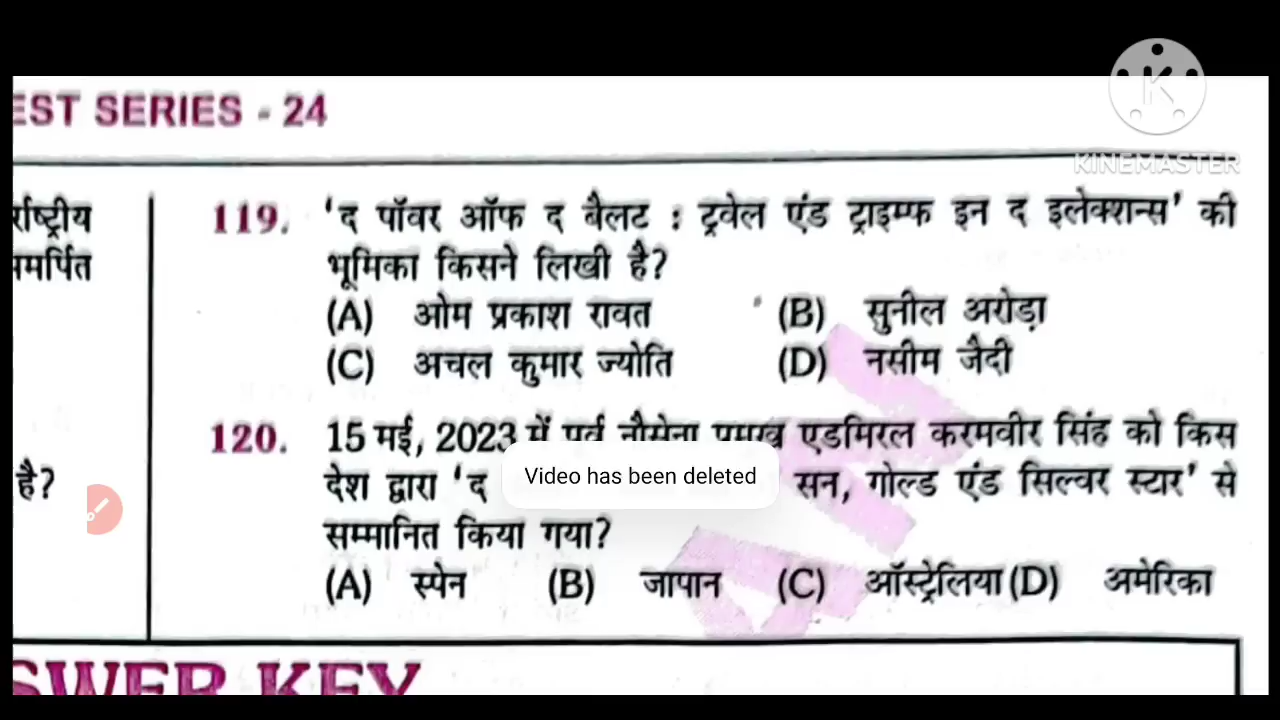 EST SERIES - 24
KINEMASTER
र्राष्ट्रीय
मर्पित
119. 'द पॉवर ऑफ द बैलट : ट्रवेल एंड ट्राइम्फ इन द इलेक्शन्स' की
भूमिका किसने लिखी है?
(A) ओम प्रकाश रावत (B) सुनील अरोड़ा
(C) अचल कुमार ज्योति (D) नसीम जैदी
120. 15 मई, 2023 में पूर्व नौसेना प्रमुख एडमिरल करमवीर सिंह को किस
है?
देश द्वारा 'द सन, गोल्ड एंड सिल्वर स्टार' से
Video has been deleted
सम्मानित किया गया?
(A) स्पेन (B) जापान (C) ऑस्ट्रेलिया (D) अमेरिका
SWER KEY